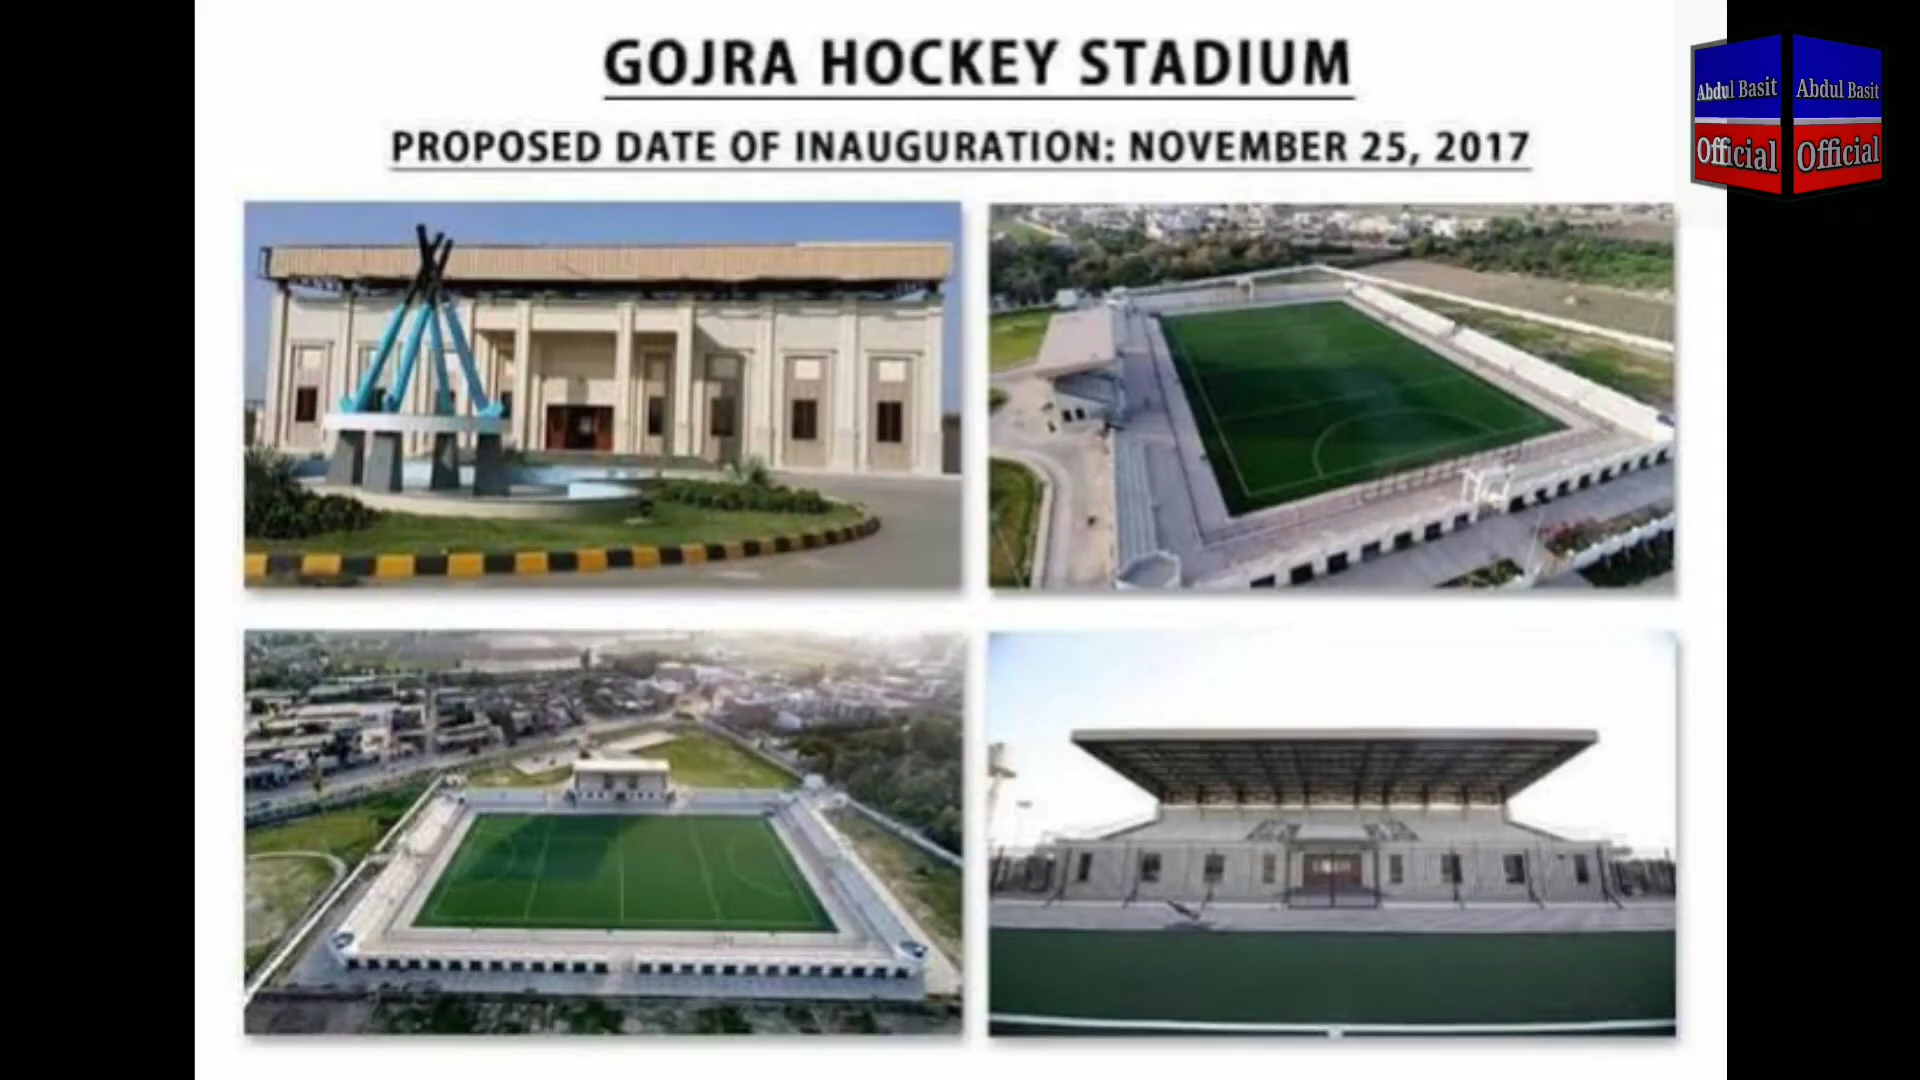 GOJRA HOCKEY STADIUM
PROPOSED DATE OF INAUGURATION: NOVEMBER 25, 2017
Abdul Basit
Official
Abdul Basit
Official